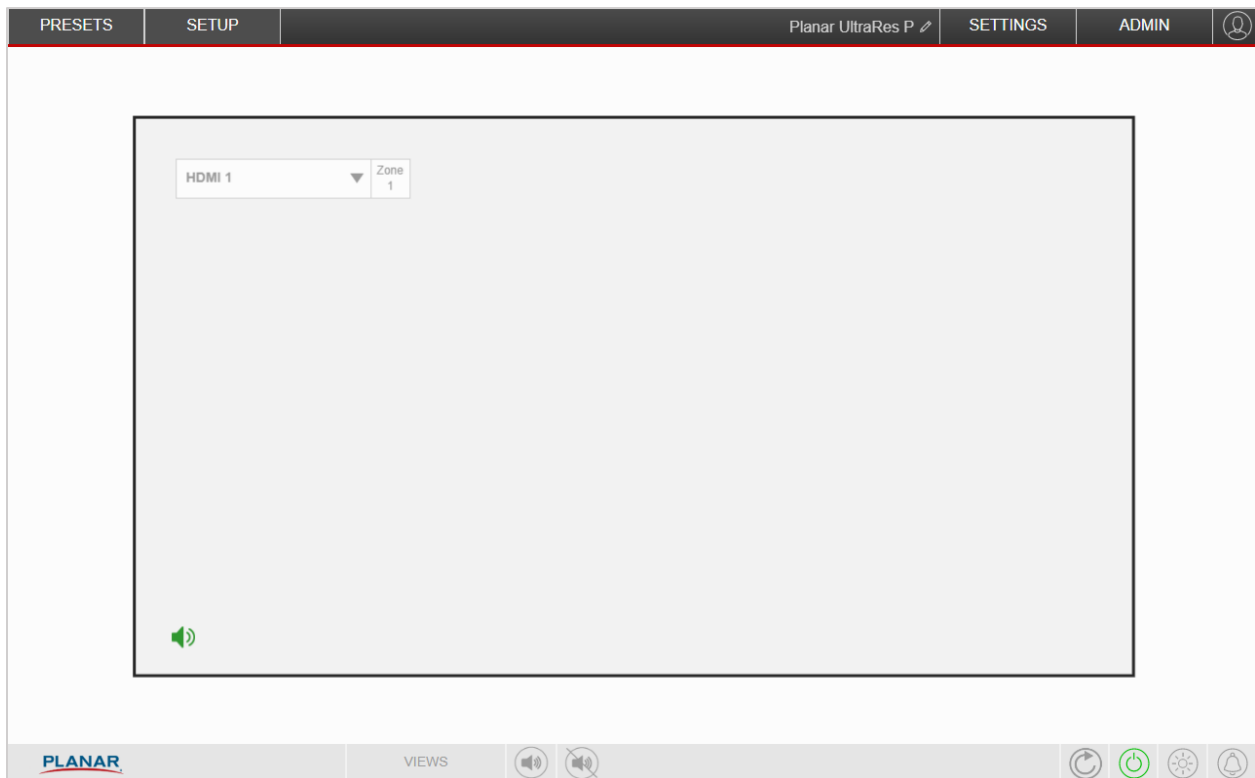 PRESETS
SETUP
Planar UltraRes P
SETTINGS
ADMIN
HDMI 1
Zone
1
PLANAR
VIEWS